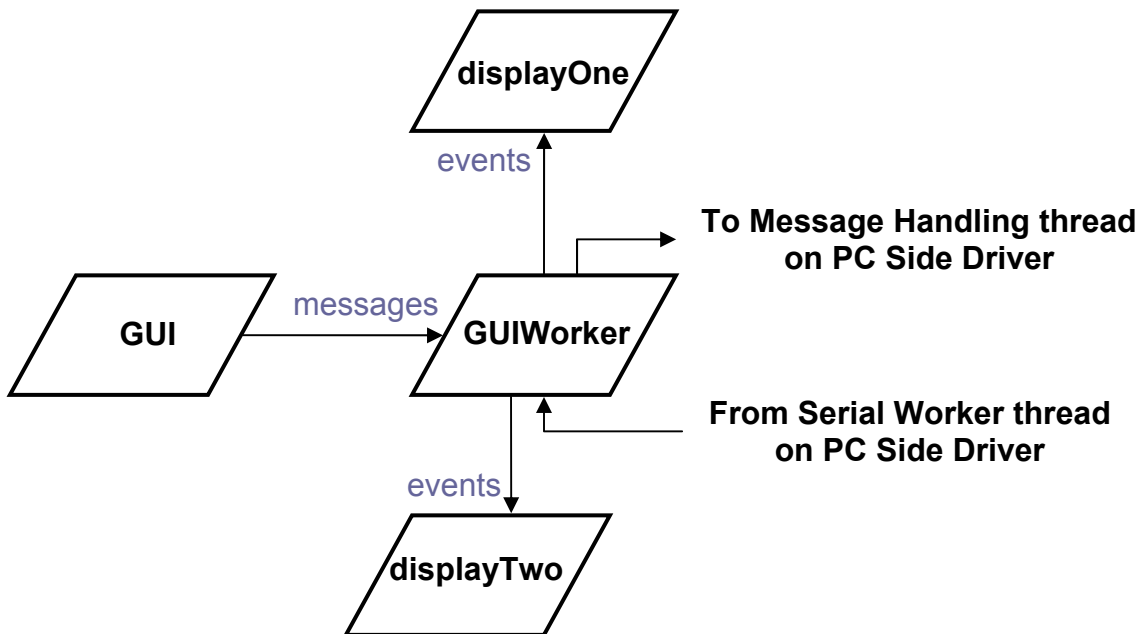 displayOne
events
To Message Handling thread
on PC Side Driver
messages
GUI
GUIWorker
From Serial Worker thread
on PC Side Driver
events
displayTwo